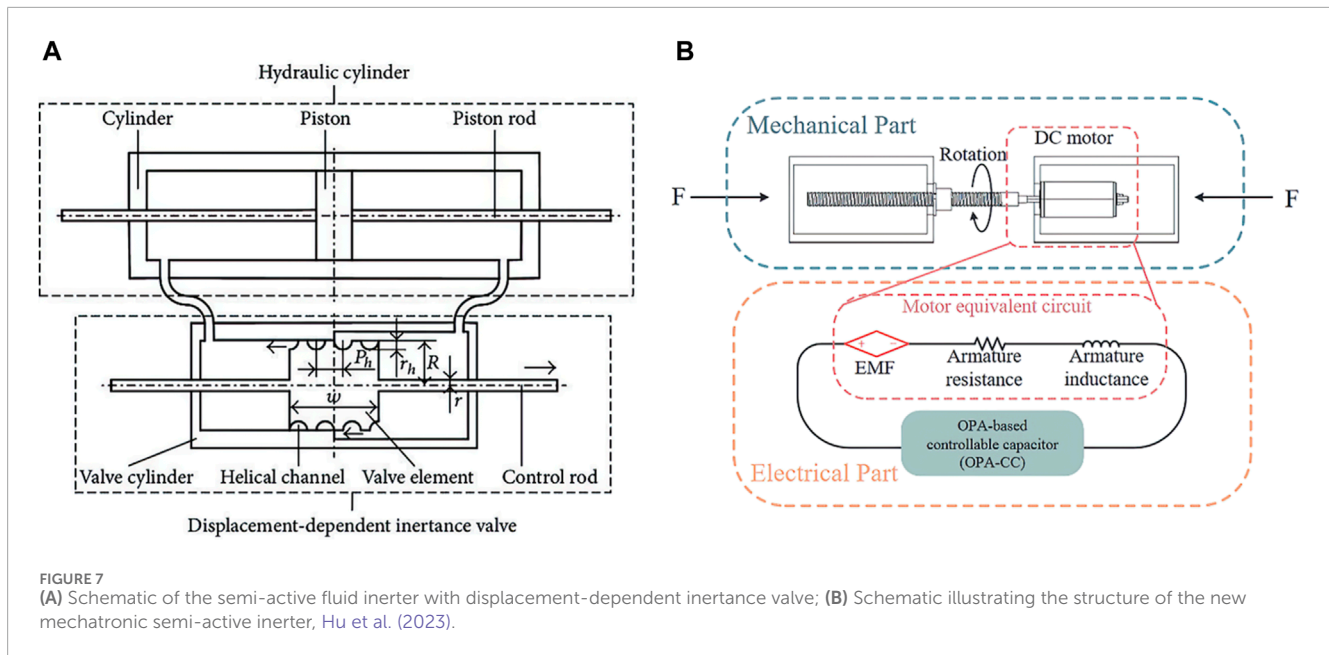 A
Hydraulic cylinder
Cylinder
Piston
Piston rod
P_h
r_h
R
r
w
Valve cylinder
Helical channel
Valve element
Control rod
Displacement-dependent inertance valve
B
Mechanical Part
DC motor
Rotation
F
F
Motor equivalent circuit
+ −
EMF
Armature
resistance
Armature
inductance
OPA-based
controllable capacitor
(OPA-CC)
Electrical Part
FIGURE 7
(A) Schematic of the semi-active fluid inerter with displacement-dependent inertance valve; (B) Schematic illustrating the structure of the new
mechatronic semi-active inerter, Hu et al. (2023).